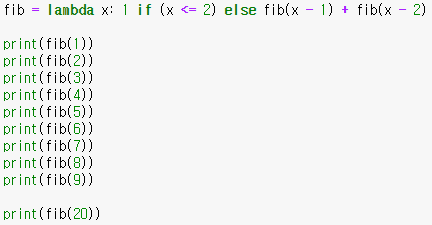 fib = lambda x: 1 if (x <= 2) else fib(x - 1) + fib(x - 2)
print(fib(1))
print(fib(2))
print(fib(3))
print(fib(4))
print(fib(5))
print(fib(6))
print(fib(7))
print(fib(8))
print(fib(9))
print(fib(20))